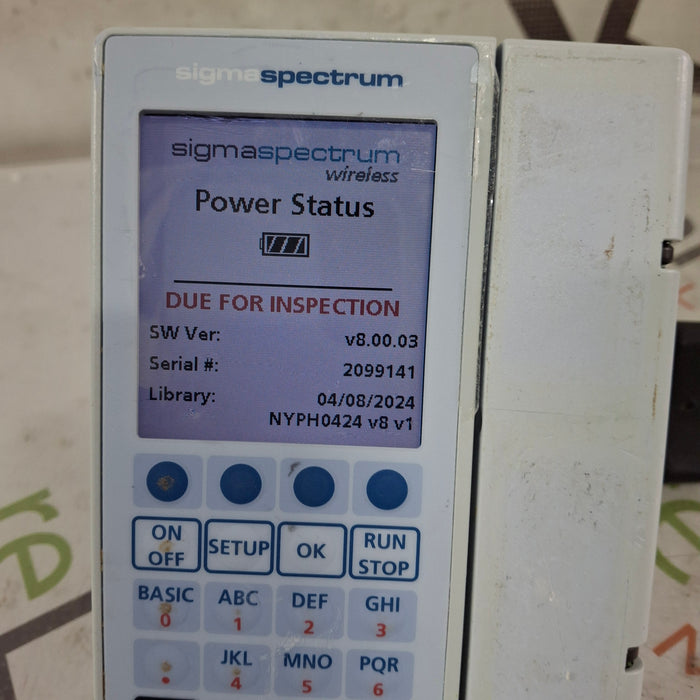 sigmaspectrum
sigmaspectrum
wireless
Power Status
DUE FOR INSPECTION
SW Ver: v8.00.03
Serial #: 2099141
Library: 04/08/2024
NYPH0424 v8 v1
ON OFF
SETUP
OK
RUN STOP
BASIC 0
ABC 1
DEF 2
GHI 3
.
JKL 4
MNO 5
PQR 6